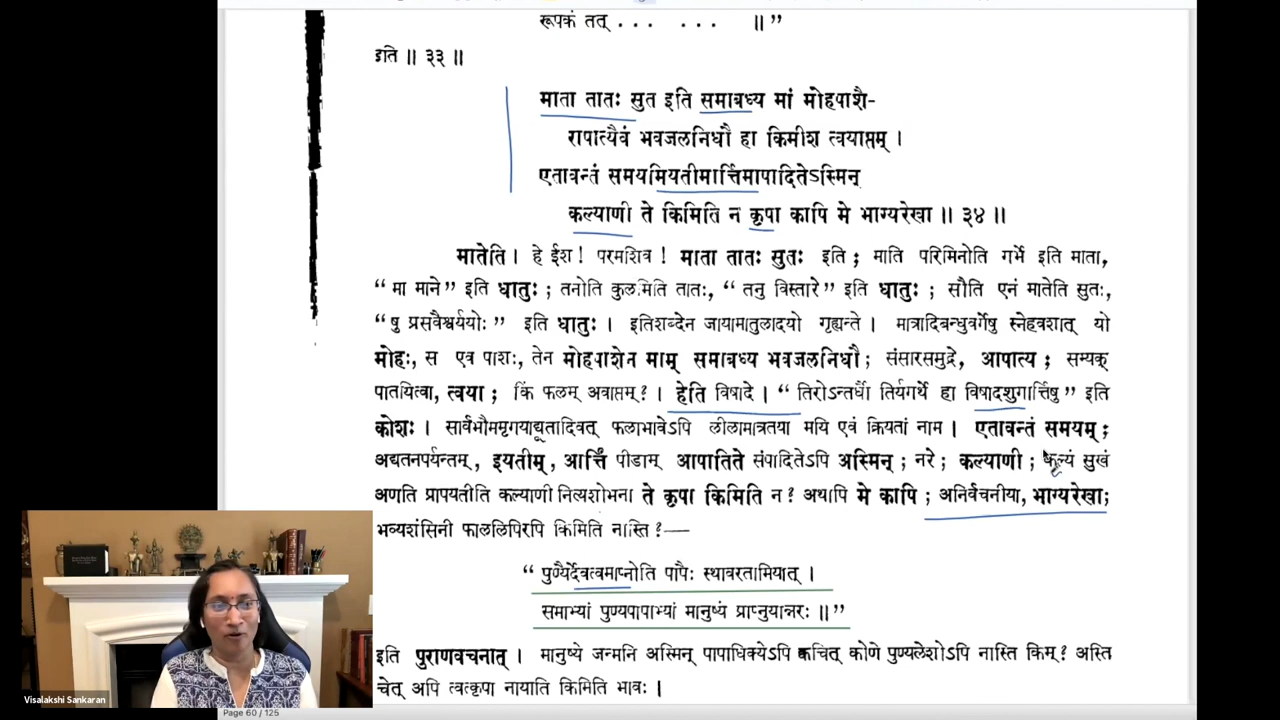 रूपकं तत् . . . . . . ॥”
इति ॥ ३३ ॥
माता तातः सुत इति समाबध्य मां मोहपाशै-
रापात्यैवं भवजलनिधौ हा किमीश त्वयाप्तम् ।
एतावन्तं समयमियतीमार्त्तिमापादितेऽस्मिन्
कल्याणी ते किमिति न कृपा कापि मे भाग्यरेखा ॥ ३४ ॥
मातेति । हे ईश ! परमशिव ! माता तातः सुतः इति ; माति परिमिनोति गर्भे इति माता,
“ मा माने ” इति धातुः ; तनोति कुलमिति तातः, “ तनु विस्तारे ” इति धातुः ; सौति एनं मातेति सुतः,
“ षु प्रसवैश्वर्ययोः ” इति धातुः । इतिशब्देन जायामातुलादयो गृह्यन्ते । मात्रादिबन्धुवर्गेषु स्नेहवशात् यो
मोहः, स एव पाशः, तेन मोहपाशेन माम् समाबध्य भवजलनिधौ ; संसारसमुद्रे, आपात्य ; सम्यक्
पातयित्वा, त्वया ; किं फलम् अवाप्तम् ? । हेति विषादे । “ तिरोऽन्तर्धौ तिर्यगर्थे हा विषादशुगार्त्तिषु ” इति
कोशः । सार्वभौममृगयाद्यूतादिवत् फलाभावेऽपि लीलामात्रतया मयि एवं क्रियतां नाम । एतावन्तं समयम् ;
अद्यतनपर्यन्तम् , इयतीम् , आर्त्तिं पीडाम् आपातिते संपादितेऽपि अस्मिन् ; नरे ; कल्याणी ; कल्यं सुखं
अणति प्रापयतीति कल्याणी नित्यशोभना ते कृपा किमिति न ? अथापि मे कापि ; अनिर्वचनीया, भाग्यरेखा ;
भव्यशंसिनी फाललिपिरपि किमिति नास्ति ?—
“ पुण्यैर्देवत्वमाप्नोति पापैः स्थावरतामियात् ।
समाभ्यां पुण्यपापाभ्यां मानुष्यं प्राप्नुयान्नरः ॥ ”
इति पुराणवचनात् । मानुष्ये जन्मनि अस्मिन् पापाधिक्येऽपि क्वचित् कोणे पुण्यलेशोऽपि नास्ति किम् ? अस्ति
चेत् अपि त्वत्कृपा नायाति किमिति भावः ।
Visalakshi Sankaran
Page 60 / 125